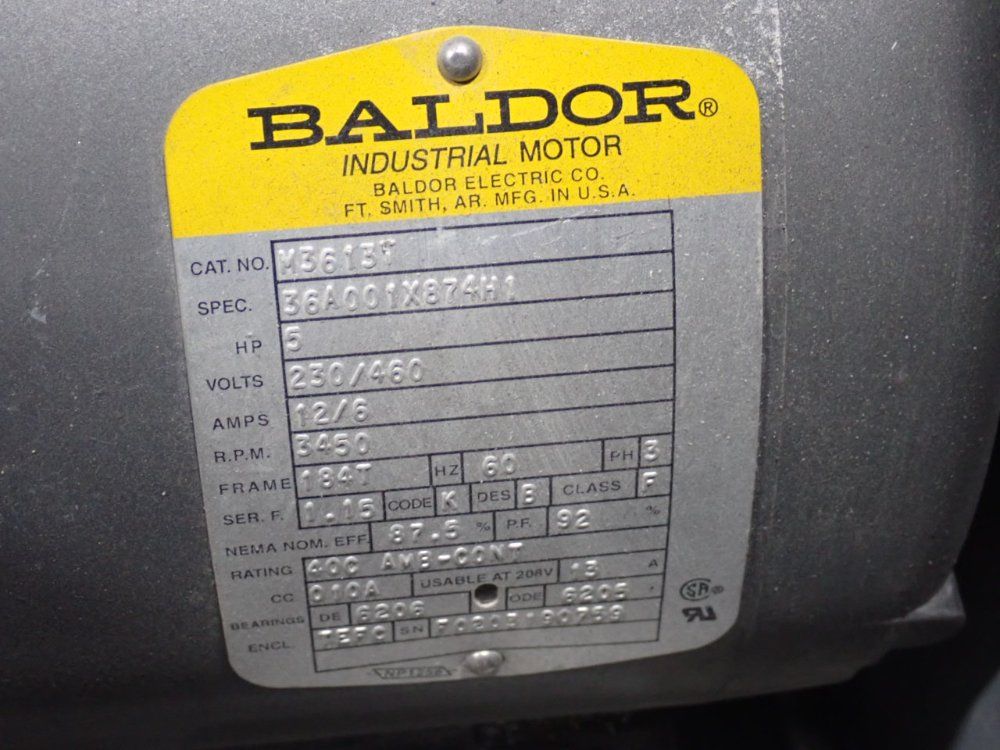 BALDOR®
INDUSTRIAL MOTOR
BALDOR ELECTRIC CO.
FT. SMITH, AR. MFG. IN U.S.A.
CAT. NO. M3613T
SPEC. 36A001X874H1
HP 5
VOLTS 230/460
AMPS 12/6
R.P.M. 3450
FRAME 184T HZ 60 PH 3
SER. F. 1.15 CODE K DES B CLASS F
NEMA NOM. EFF. 87.5 % P.F. 92 %
RATING 40C AMB-CONT
CC 010A USABLE AT 208V 13 A
BEARINGS DE 6206 ODE 6205
ENCL. TEFC SN F0203190739
NP1256